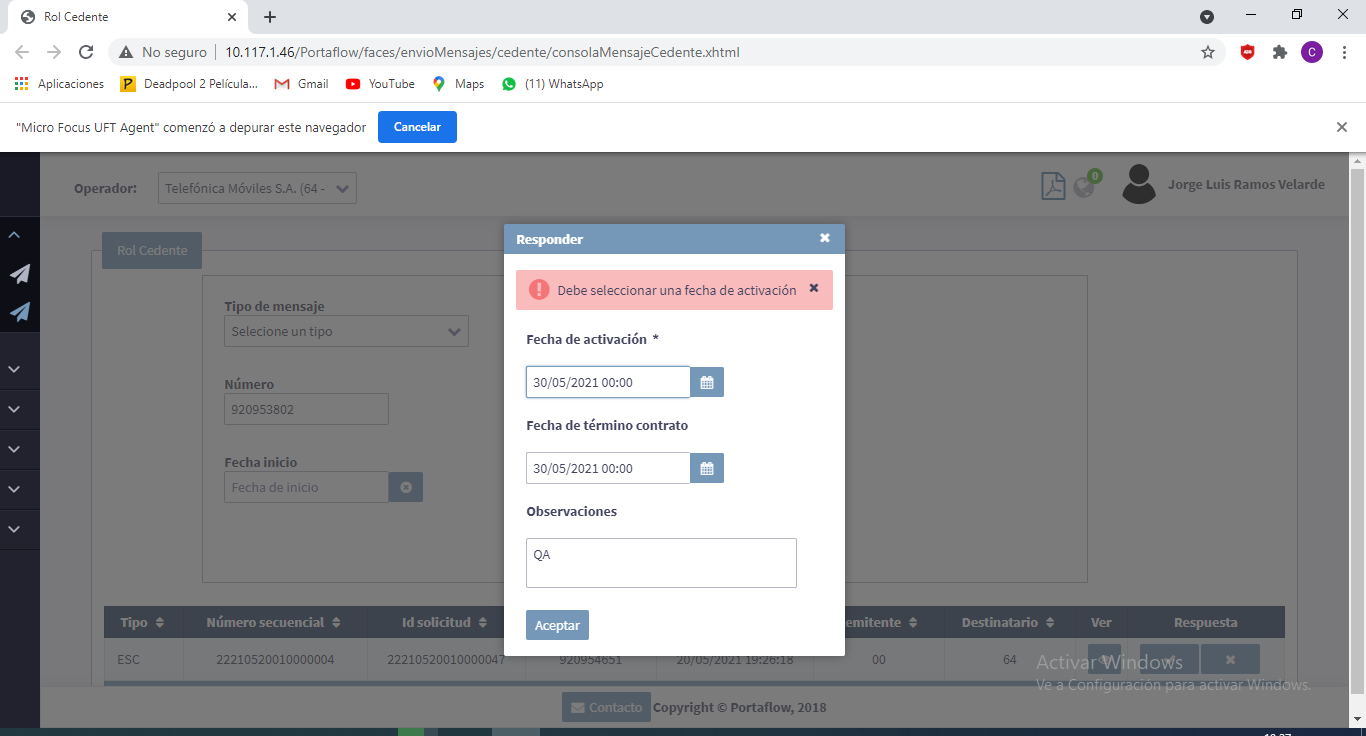 Rol Cedente
No seguro 10.117.1.46/Portaflow/faces/envioMensajes/cedente/consolaMensajeCedente.xhtml
C
Aplicaciones P Deadpool 2 Película... Gmail YouTube Maps (11) WhatsApp
"Micro Focus UFT Agent" comenzó a depurar este navegador Cancelar
Operador: Telefónica Móviles S.A. (64 - 0 Jorge Luis Ramos Velarde
Rol Cedente
Tipo de mensaje
Selecione un tipo
Número
920953802
Fecha inicio
Fecha de inicio
Responder
Debe seleccionar una fecha de activación
Fecha de activación *
30/05/2021 00:00
Fecha de término contrato
30/05/2021 00:00
Observaciones
QA
Aceptar
Tipo Número secuencial Id solicitud emitente Destinatario Ver Respuesta
ESC 22210520010000004 22210520010000047 920954651 20/05/2021 19:26:18 00 64
Activar Windows
Ve a Configuración para activar Windows.
Contacto Copyright © Portaflow, 2018